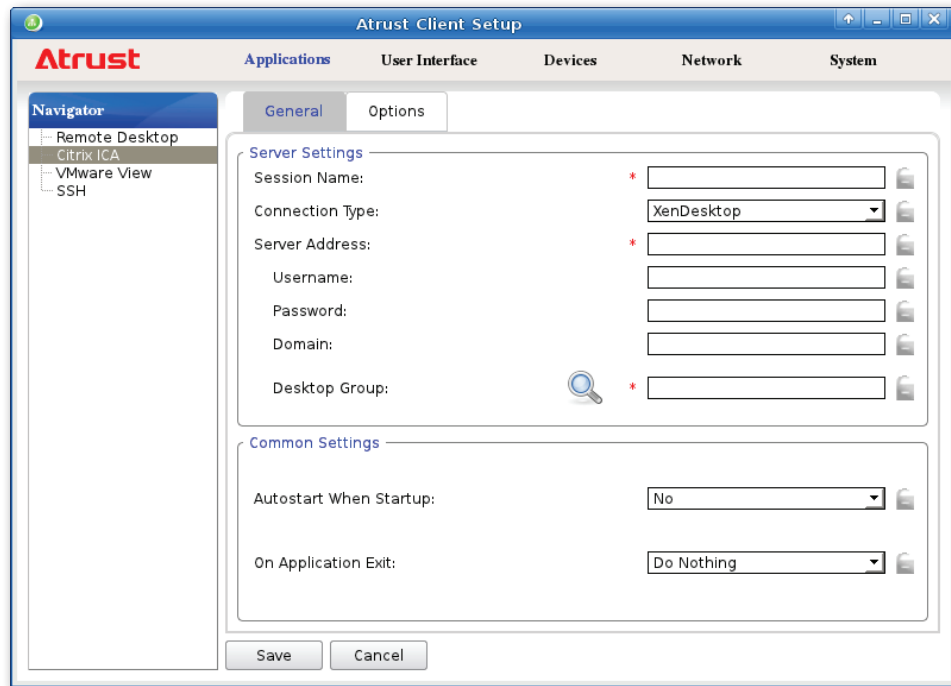 Atrust Client Setup
Atrust Applications User Interface Devices Network System
Navigator
Remote Desktop
Citrix ICA
VMware View
SSH
General Options
Server Settings
Session Name: *
Connection Type: XenDesktop
Server Address: *
Username:
Password:
Domain:
Desktop Group: *
Common Settings
Autostart When Startup: No
On Application Exit: Do Nothing
Save Cancel